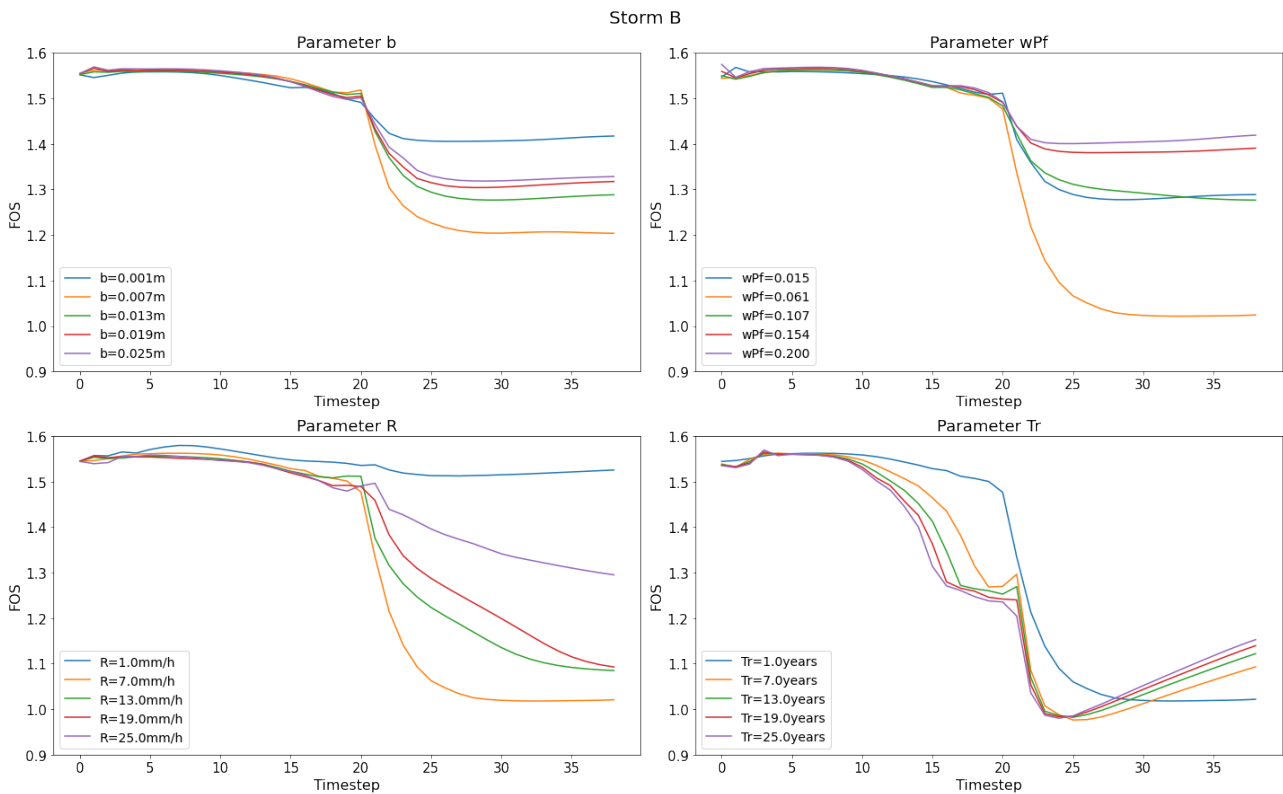 Storm B
Parameter b
1.6
1.5
1.4
1.3
1.2
1.1
1.0
0.9
FOS
b=0.001m
b=0.007m
b=0.013m
b=0.019m
b=0.025m
0 5 10 15 20 25 30 35
Timestep
Parameter wPf
1.6
1.5
1.4
1.3
1.2
1.1
1.0
0.9
FOS
wPf=0.015
wPf=0.061
wPf=0.107
wPf=0.154
wPf=0.200
0 5 10 15 20 25 30 35
Timestep
Parameter R
1.6
1.5
1.4
1.3
1.2
1.1
1.0
0.9
FOS
R=1.0mm/h
R=7.0mm/h
R=13.0mm/h
R=19.0mm/h
R=25.0mm/h
0 5 10 15 20 25 30 35
Timestep
Parameter Tr
1.6
1.5
1.4
1.3
1.2
1.1
1.0
0.9
FOS
Tr=1.0years
Tr=7.0years
Tr=13.0years
Tr=19.0years
Tr=25.0years
0 5 10 15 20 25 30 35
Timestep